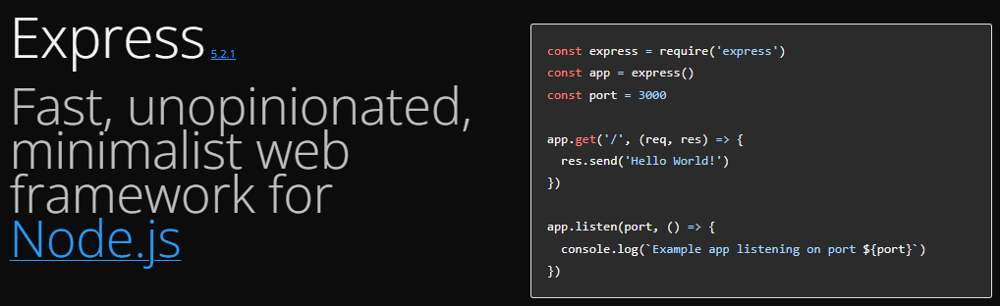 Express 5.2.1
Fast, unopinionated,
minimalist web
framework for
Node.js
const express = require('express')
const app = express()
const port = 3000

app.get('/', (req, res) => {
  res.send('Hello World!')
})

app.listen(port, () => {
  console.log(`Example app listening on port ${port}`)
})